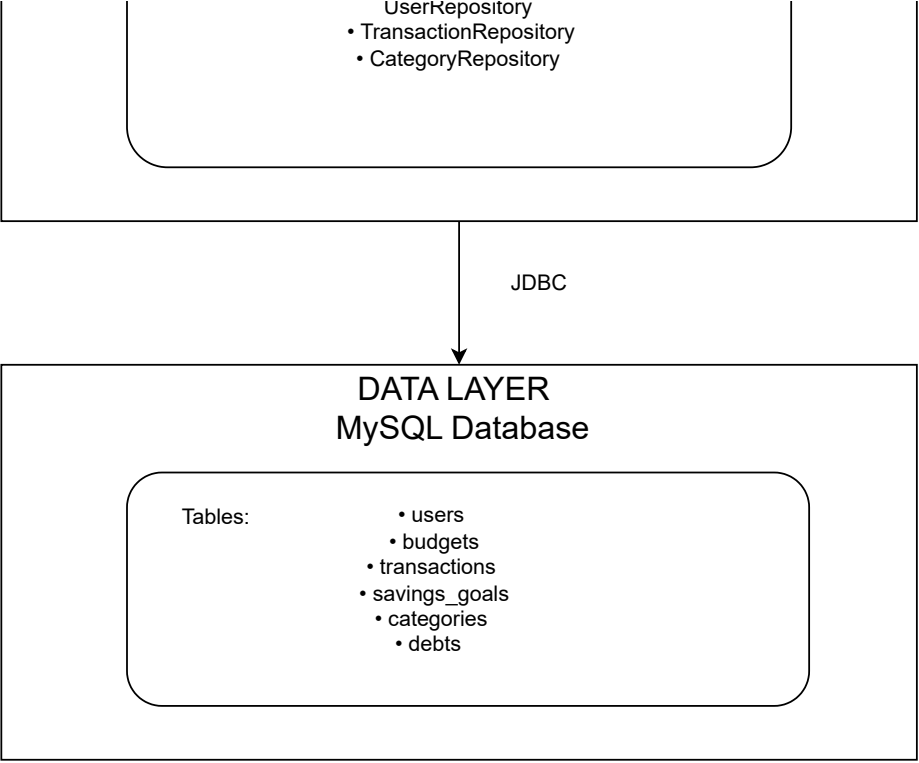 UserRepository
• TransactionRepository
• CategoryRepository
JDBC
DATA LAYER
MySQL Database
Tables:
• users
• budgets
• transactions
• savings_goals
• categories
• debts